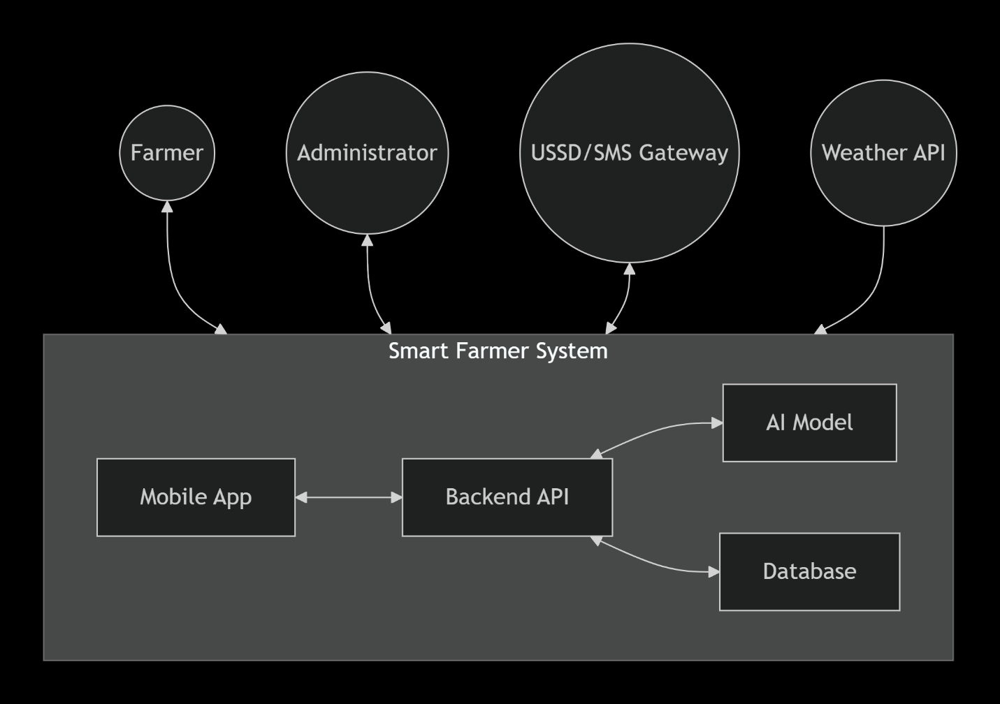 Farmer
Administrator
USSD/SMS Gateway
Weather API
Smart Farmer System
AI Model
Mobile App
Backend API
Database